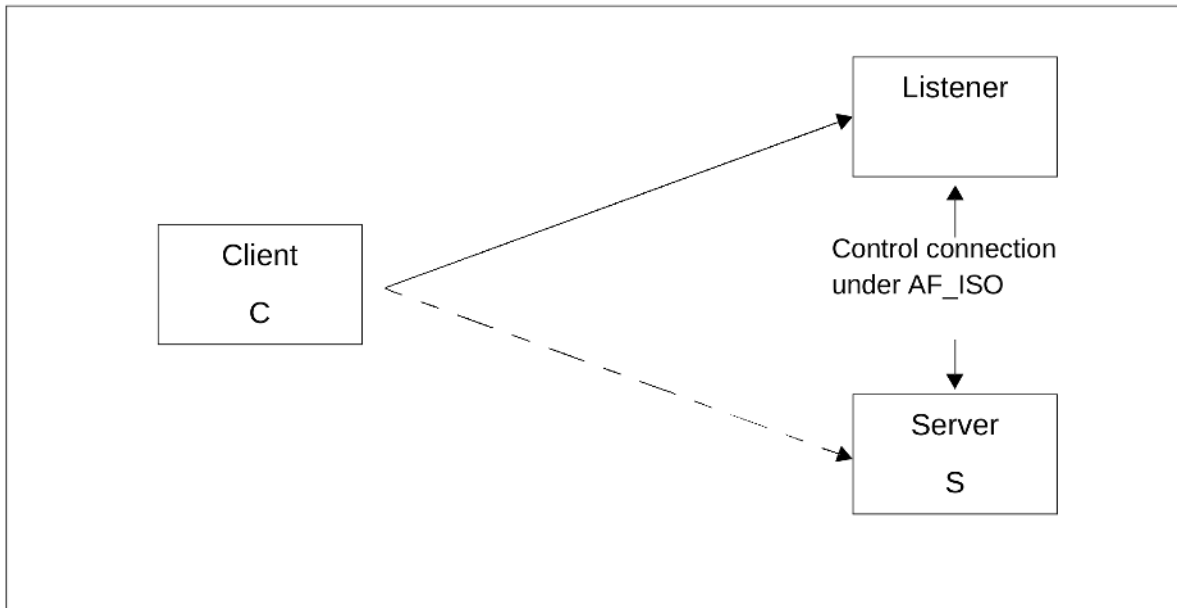 Listener
Client
C
Control connection
under AF_ISO
Server
S